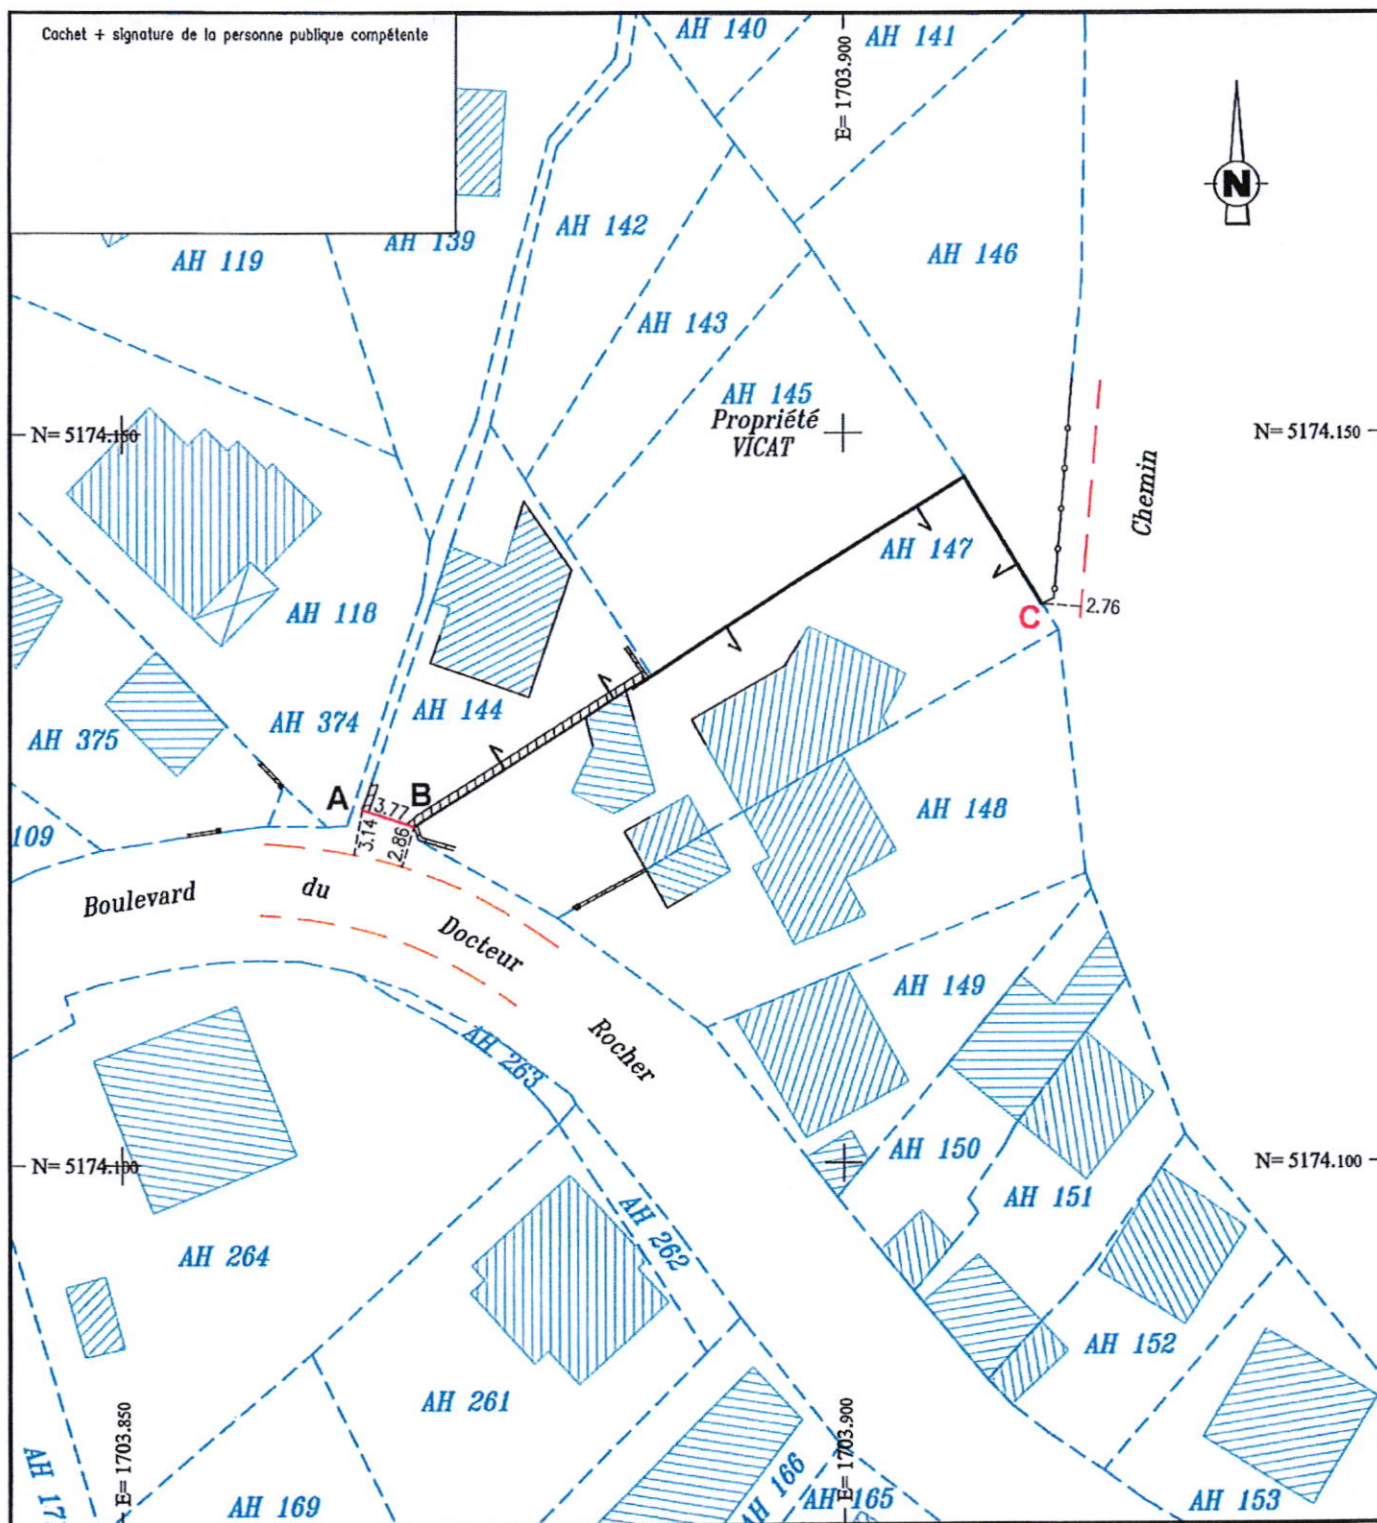 Cachet + signature de la personne publique compétente
AH 140
AH 141
E= 1703.900
N
AH 142
AH 139
AH 119
AH 146
AH 143
AH 145
Propriété
VICAT
N= 5174.150
N= 5174.150
Chemin
AH 147
C
2.76
AH 118
AH 144
AH 374
AH 375
A
B
3.77
3.14
2.86
109
AH 148
Boulevard
du
Docteur
Rocher
AH 149
AH 263
AH 150
N= 5174.100
N= 5174.100
AH 151
AH 262
AH 264
AH 152
AH 261
E= 1703.850
E= 1703.900
AH 17
AH 169
AH 166
AH 165
AH 153